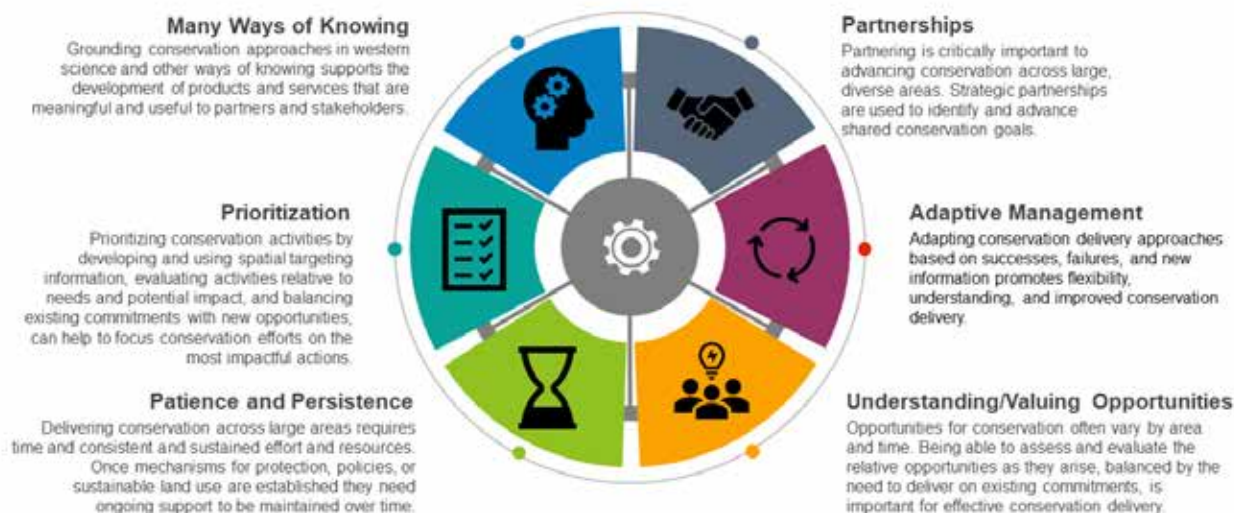 Many Ways of Knowing
Grounding conservation approaches in western
science and other ways of knowing supports the
development of products and services that are
meaningful and useful to partners and stakeholders.
Partnerships
Partnering is critically important to
advancing conservation across large,
diverse areas. Strategic partnerships
are used to identify and advance
shared conservation goals.
Prioritization
Prioritizing conservation activities by
developing and using spatial targeting
information, evaluating activities relative to
needs and potential impact, and balancing
existing commitments with new opportunities,
can help to focus conservation efforts on the
most impactful actions.
Adaptive Management
Adapting conservation delivery approaches
based on successes, failures, and new
information promotes flexibility,
understanding, and improved conservation
delivery.
Patience and Persistence
Delivering conservation across large areas requires
time and consistent and sustained effort and resources.
Once mechanisms for protection, policies, or
sustainable land use are established they need
ongoing support to be maintained over time.
Understanding/Valuing Opportunities
Opportunities for conservation often vary by area
and time. Being able to assess and evaluate the
relative opportunities as they arise, balanced by the
need to deliver on existing commitments, is
important for effective conservation delivery.